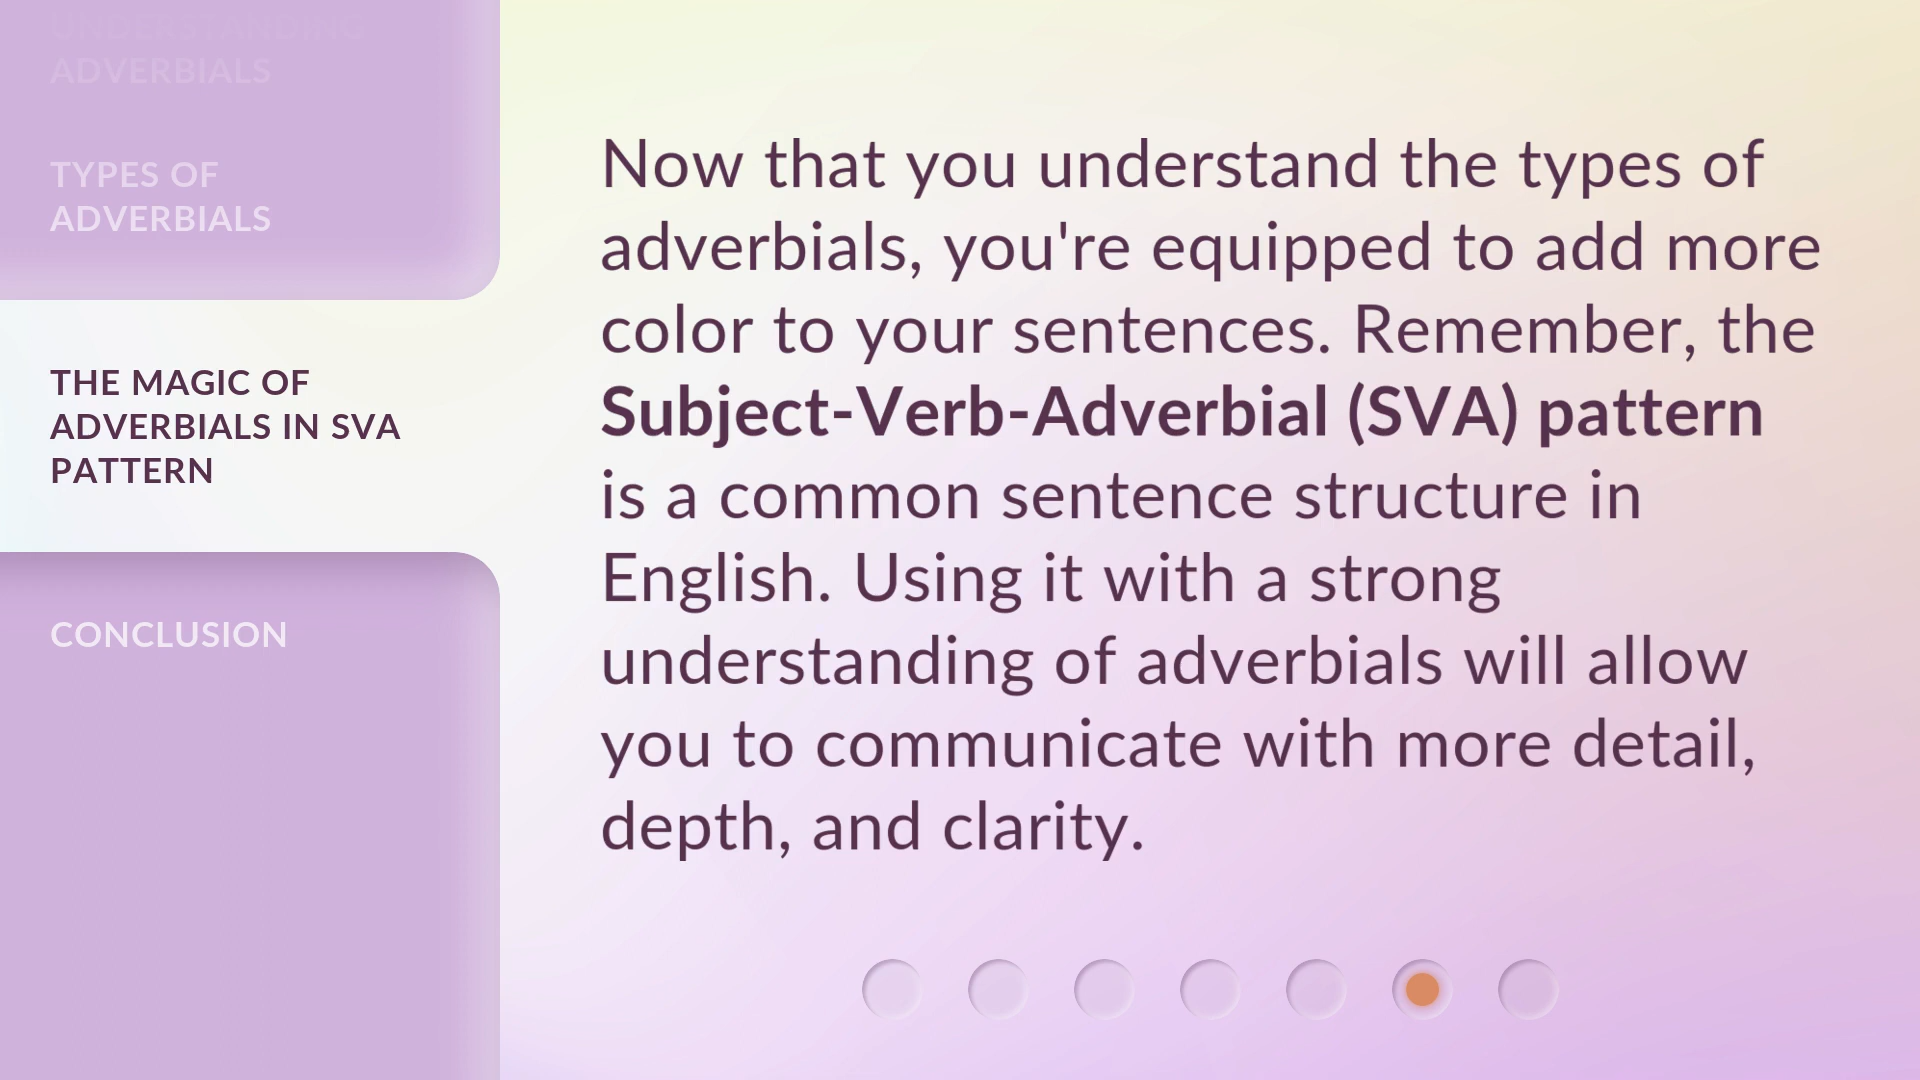 UNDERSTANDING
ADVERBIALS
TYPES OF
ADVERBIALS
THE MAGIC OF
ADVERBIALS IN SVA
PATTERN
CONCLUSION
Now that you understand the types of
adverbials, you're equipped to add more
color to your sentences. Remember, the
Subject-Verb-Adverbial (SVA) pattern
is a common sentence structure in
English. Using it with a strong
understanding of adverbials will allow
you to communicate with more detail,
depth, and clarity.